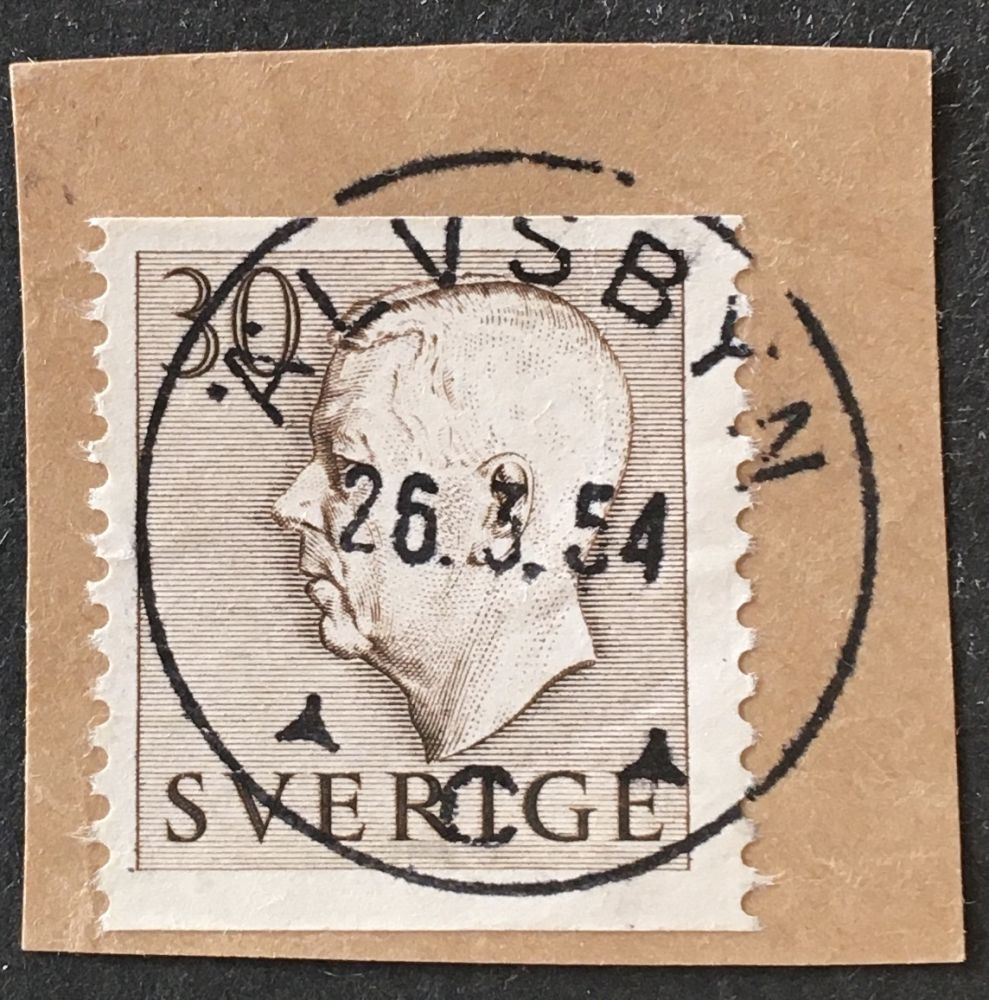 30
ÄLVSBYN
26.3.54
C
SVERIGE